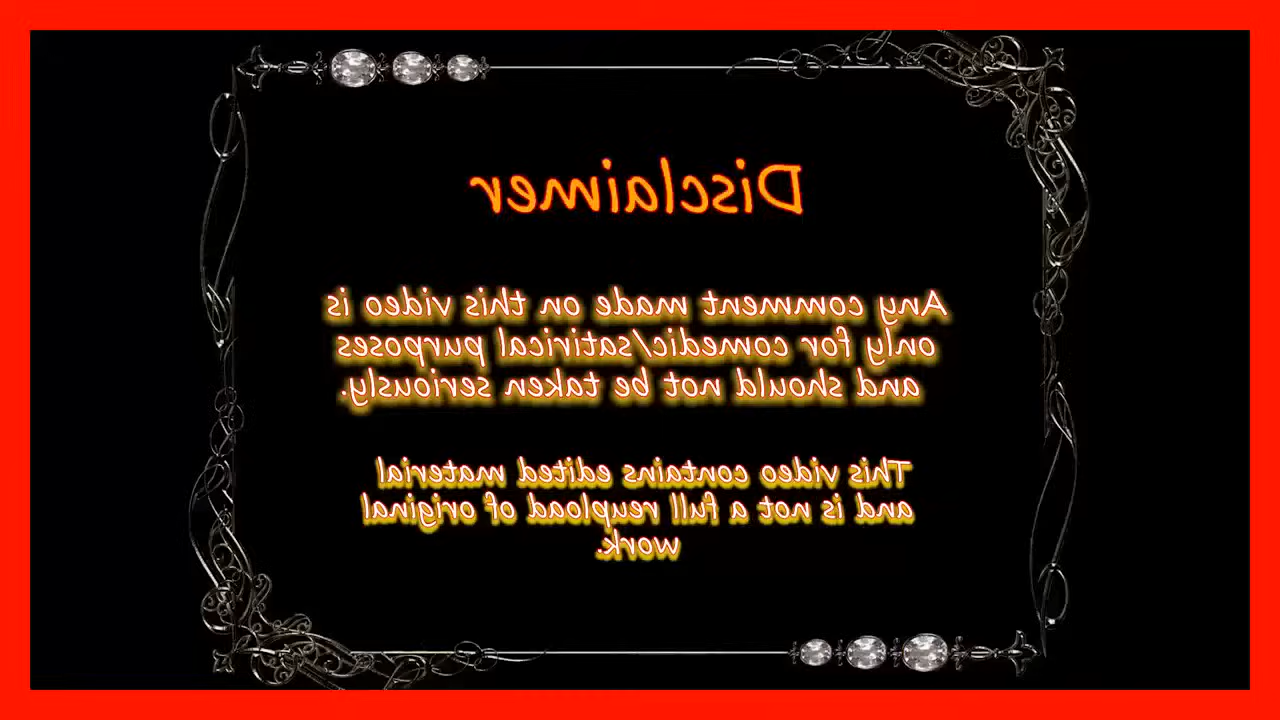 Disclaimer
Any comment made on this video is
only for comedic/satirical purposes
and should not be taken seriously.
This video contains edited material
and is not a full reupload of original
work.